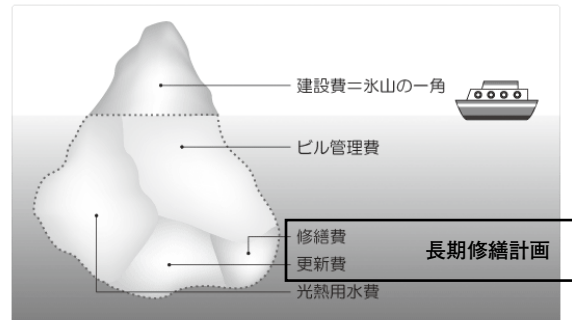 建設費＝氷山の一角
ビル管理費
修繕費
長期修繕計画
更新費
光熱用水費